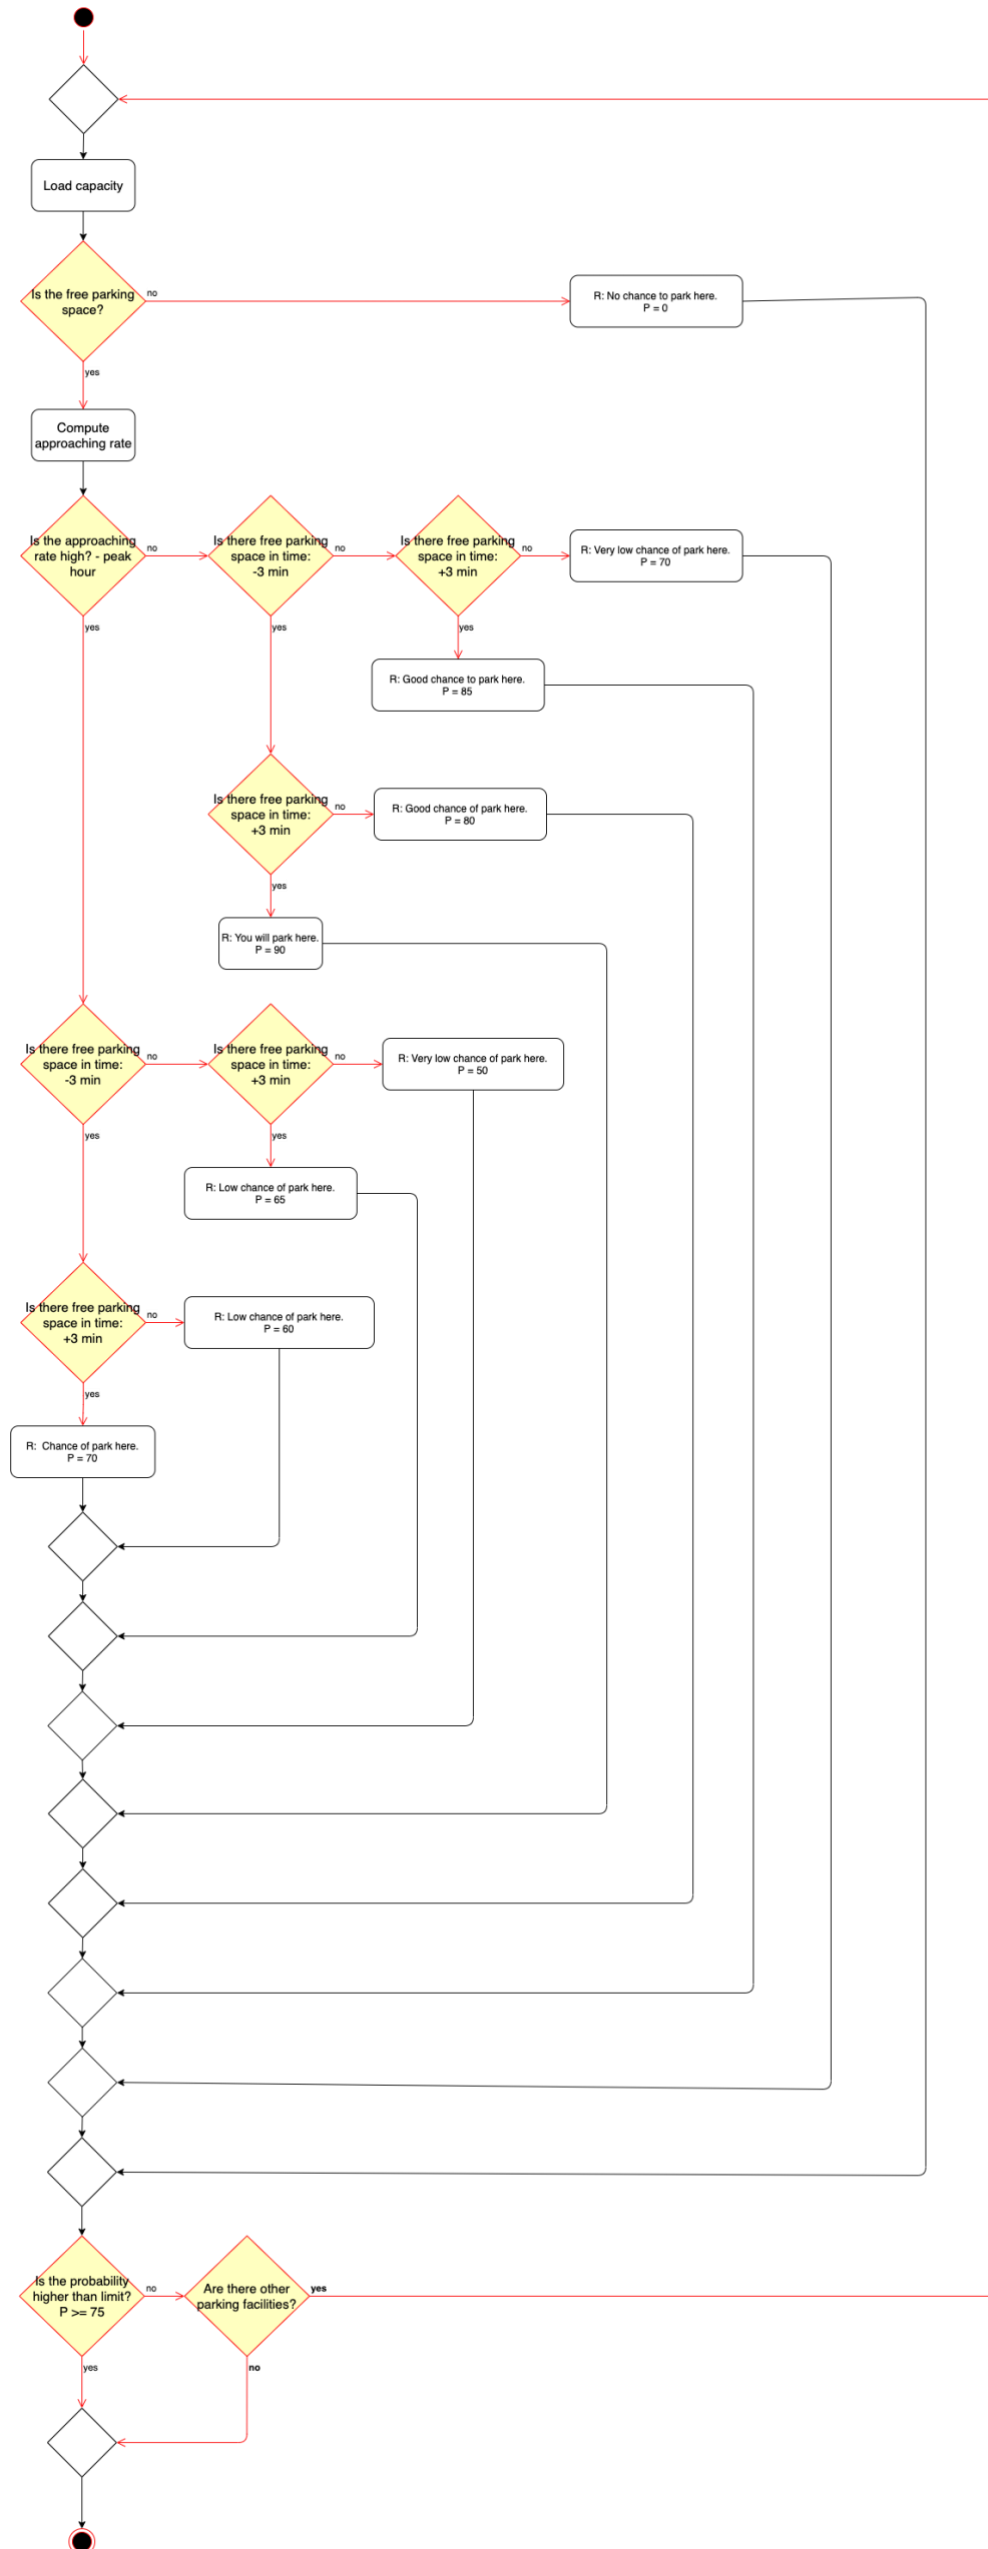 Load capacity
Is the free parking
space?
no
R: No chance to park here.
P = 0
yes
Compute
approaching rate
Is the approaching
rate high? - peak
hour
no
Is there free parking
space in time:
-3 min
no
Is there free parking
space in time:
+3 min
no
R: Very low chance of park here.
P = 70
yes
yes
yes
R: Good chance to park here.
P = 85
Is there free parking
space in time:
+3 min
no
R: Good chance of park here.
P = 80
yes
R: You will park here.
P = 90
Is there free parking
space in time:
-3 min
no
Is there free parking
space in time:
+3 min
no
R: Very low chance of park here.
P = 50
yes
yes
R: Low chance of park here.
P = 65
Is there free parking
space in time:
+3 min
no
R: Low chance of park here.
P = 60
yes
R: Chance of park here.
P = 70
Is the probability
higher than limit?
P >= 75
no
Are there other
parking facilities?
yes
yes
no